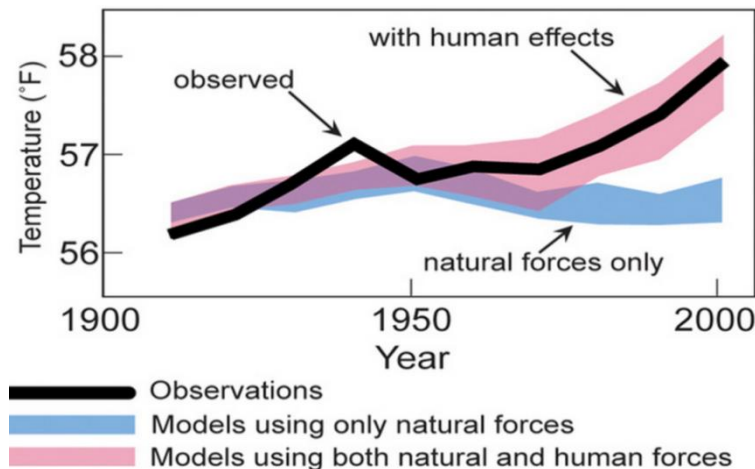 with human effects
58
observed
57
Temperature (°F)
56
natural forces only
1900
1950
2000
Year
Observations
Models using only natural forces
Models using both natural and human forces